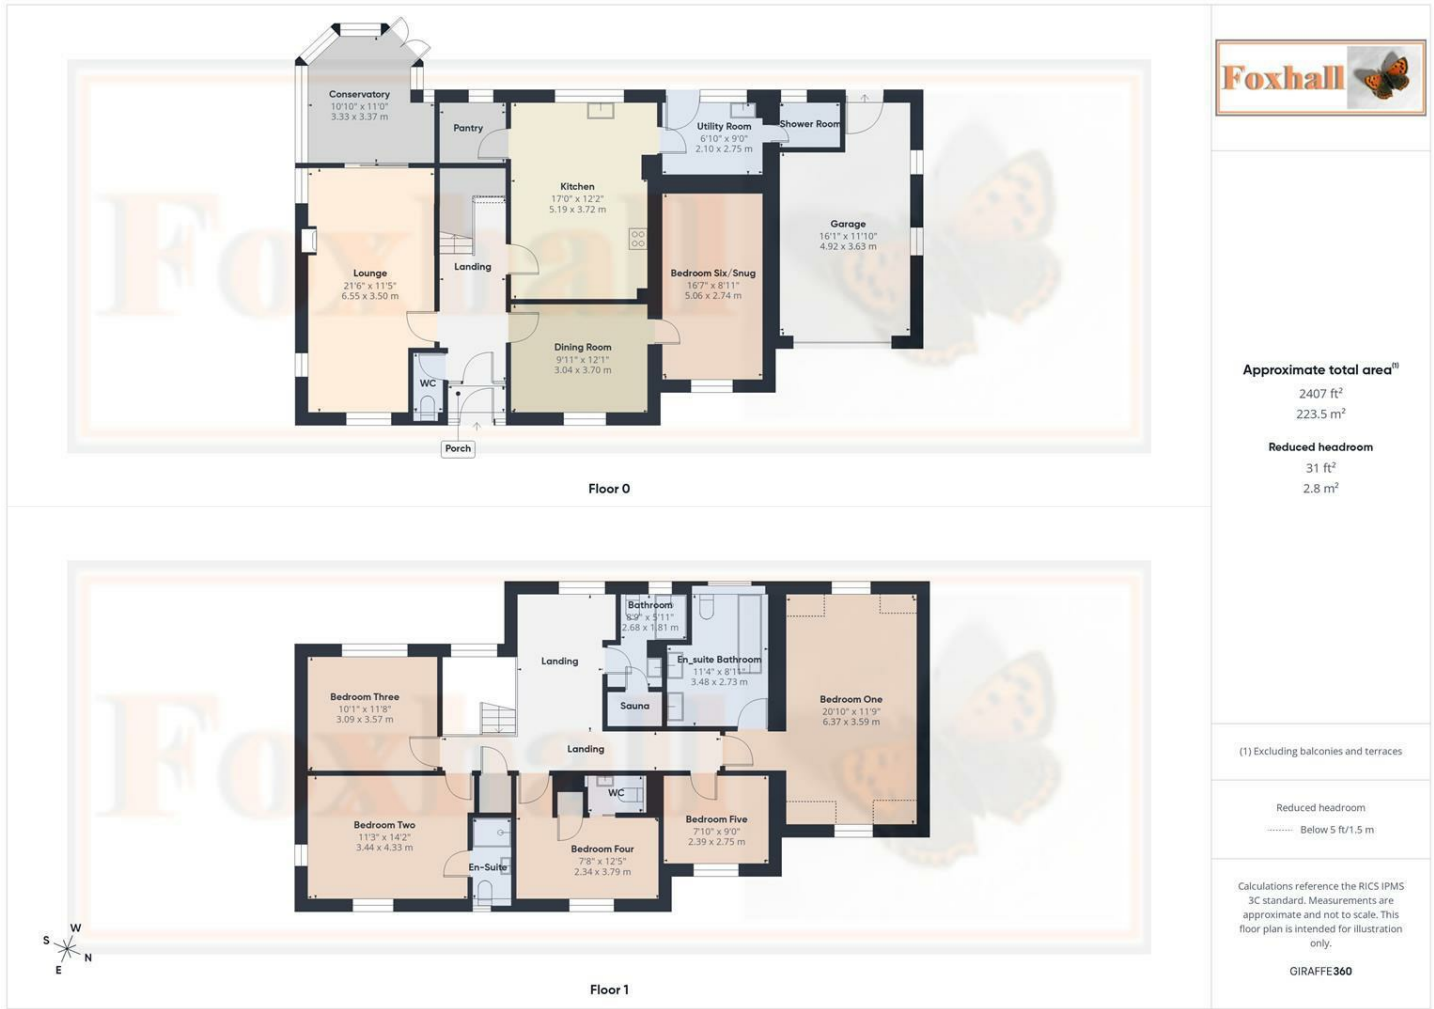 Conservatory
10'10" x 11'0"
3.33 x 3.37 m
Pantry
Utility Room
6'10" x 9'0"
2.10 x 2.75 m
Shower Room
Kitchen
17'0" x 12'2"
5.19 x 3.72 m
Garage
16'1" x 11'10"
4.92 x 3.63 m
Landing
Lounge
21'6" x 11'5"
6.55 x 3.50 m
Bedroom Six/Snug
16'7" x 8'11"
5.06 x 2.74 m
Dining Room
9'11" x 12'1"
3.04 x 3.70 m
WC
Porch
Foxhall
Floor 0
Bathroom
8'9" x 5'11"
2.68 x 1.81 m
Landing
En_suite Bathroom
11'4" x 8'11"
3.48 x 2.73 m
Bedroom Three
10'1" x 11'8"
3.09 x 3.57 m
Sauna
Bedroom One
20'10" x 11'9"
6.37 x 3.59 m
Landing
WC
Bedroom Two
11'3" x 14'2"
3.44 x 4.33 m
Bedroom Five
7'10" x 9'0"
2.39 x 2.75 m
Bedroom Four
7'8" x 12'5"
2.34 x 3.79 m
En-Suite
Foxhall
W
S
N
E
Floor 1
Foxhall
Approximate total area(1)
2407 ft²
223.5 m²
Reduced headroom
31 ft²
2.8 m²
(1) Excluding balconies and terraces
Reduced headroom
Below 5 ft/1.5 m
Calculations reference the RICS IPMS
3C standard. Measurements are
approximate and not to scale. This
floor plan is intended for illustration
only.
GIRAFFE360